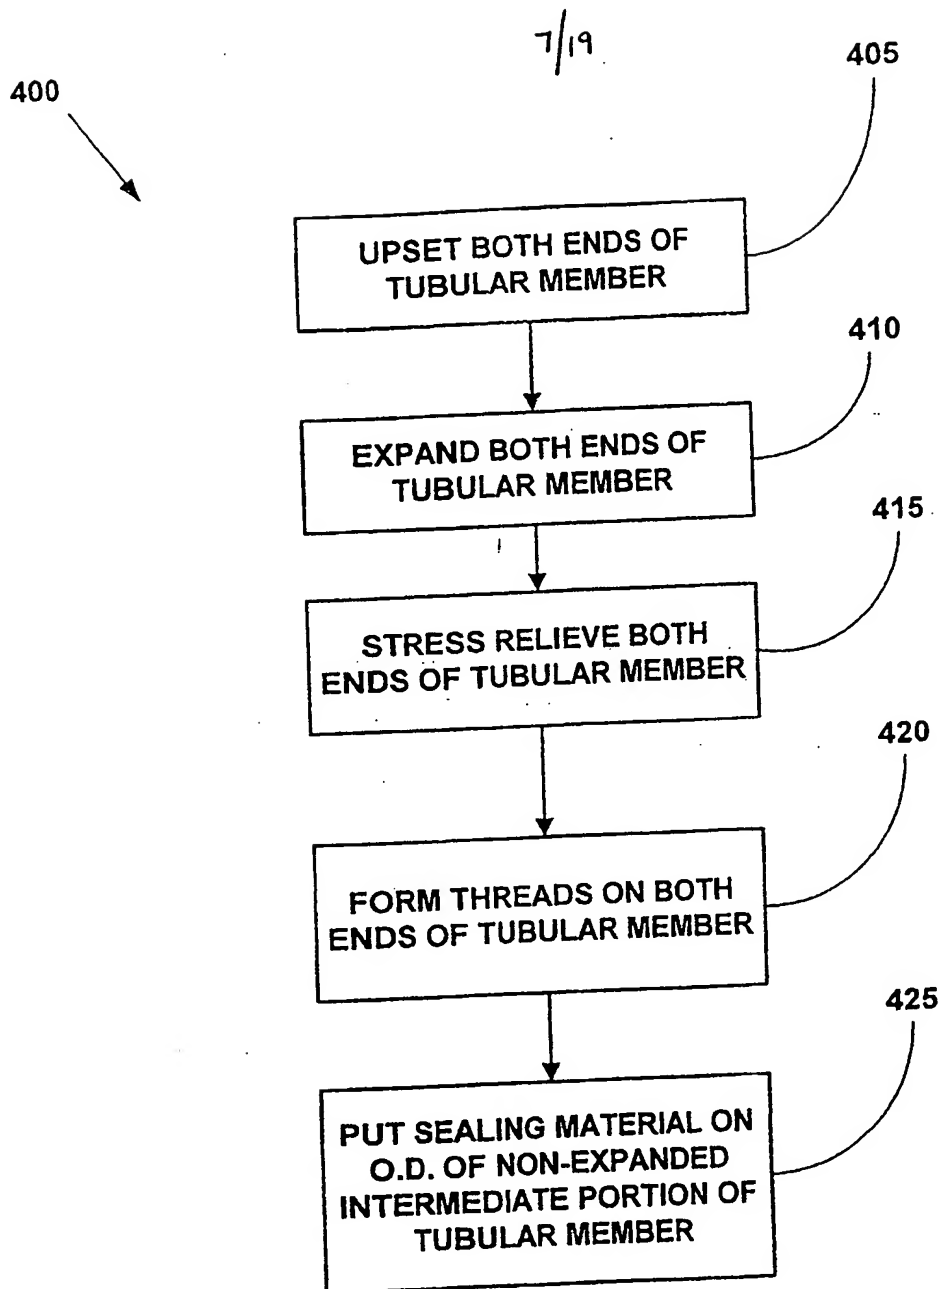 7/19
400
405
UPSET BOTH ENDS OF
TUBULAR MEMBER
410
EXPAND BOTH ENDS OF
TUBULAR MEMBER
415
STRESS RELIEVE BOTH
ENDS OF TUBULAR MEMBER
420
FORM THREADS ON BOTH
ENDS OF TUBULAR MEMBER
425
PUT SEALING MATERIAL ON
O.D. OF NON-EXPANDED
INTERMEDIATE PORTION OF
TUBULAR MEMBER